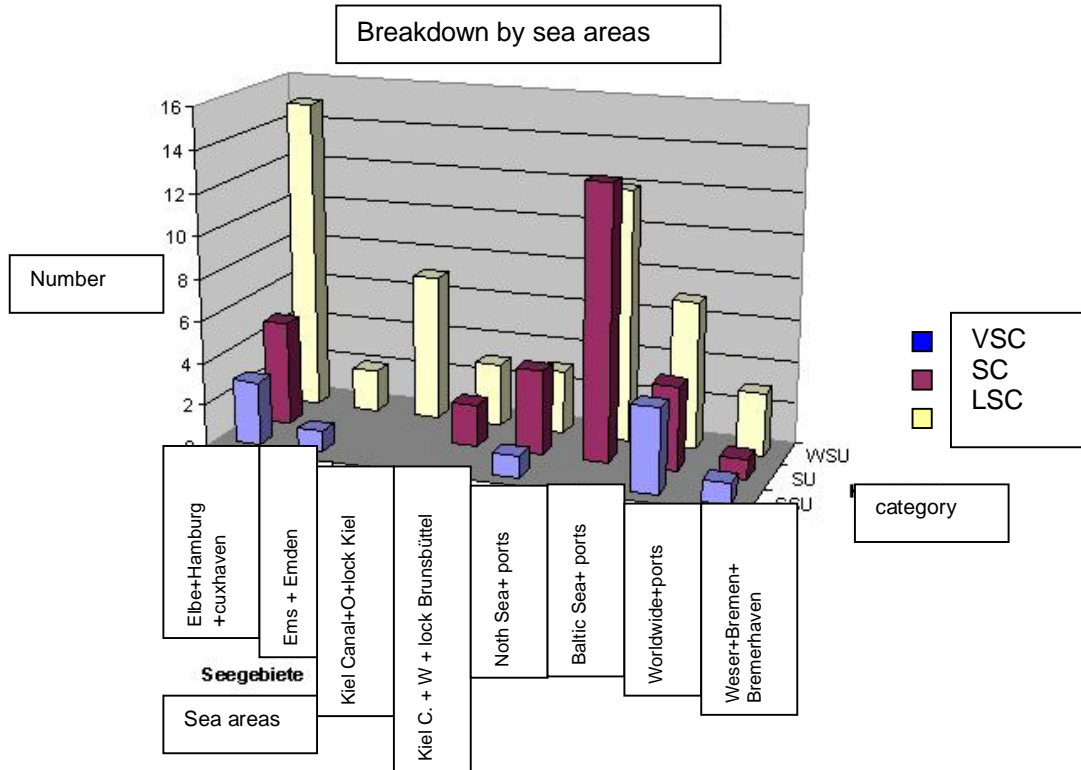 Breakdown by sea areas
16
14
12
10
8
6
4
2
Number
VSC
SC
LSC
WSU
SU
SSU
category
Elbe+Hamburg
+cuxhaven
Ems + Emden
Kiel Canal+O+lock Kiel
Kiel C. + W + lock Brunsbüttel
Noth Sea+ ports
Baltic Sea+ ports
Worldwide+ports
Weser+Bremen+
Bremerhaven
Seegebiete
Sea areas